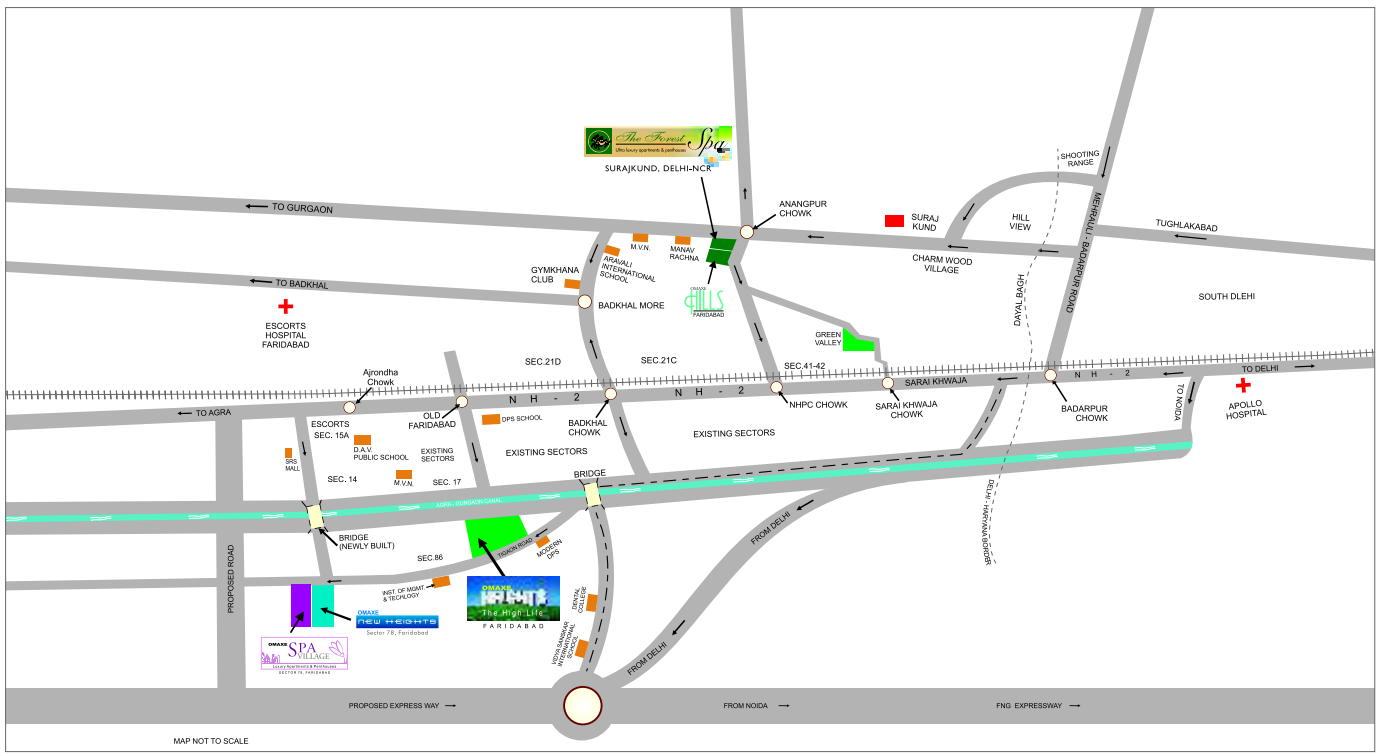 The Forest
Spa
Ultra luxury apartments & penthouses
SURAJKUND, DELHI-NCR
SHOOTING
RANGE
TO GURGAON
ANANGPUR
CHOWK
SURAJ
KUND
HILL
VIEW
MEHRAULI - BADARPUR ROAD
TUGHLAKABAD
M.V.N.
MANAV
RACHNA
ARAVALI
INTERNATIONAL
SCHOOL
CHARM WOOD
VILLAGE
GYMKHANA
CLUB
TO BADKHAL
BADKHAL MORE
OMAXE
HILLS
FARIDABAD
DAYAL BAGH
SOUTH DLEHI
ESCORTS
HOSPITAL
FARIDABAD
GREEN
VALLEY
SEC.21D
SEC.21C
SEC.41-42
Ajrondha
Chowk
SARAI KHWAJA
NH - 2
TO DELHI
NH - 2
NH - 2
TO AGRA
OLD
FARIDABAD
NHPC CHOWK
SARAI KHWAJA
CHOWK
BADARPUR
CHOWK
TO NOIDA
APOLLO
HOSPITAL
ESCORTS
SEC. 15A
DPS SCHOOL
BADKHAL
CHOWK
EXISTING SECTORS
D.A.V.
PUBLIC SCHOOL
EXISTING
SECTORS
EXISTING SECTORS
SRS
MALL
SEC. 14
M.V.N.
SEC. 17
BRIDGE
AGRA - GURGAON CANAL
DELHI - HARYANA BORDER
FROM DELHI
BRIDGE
(NEWLY BUILT)
TIGAON ROAD
MODERN
DPS
SEC.86
PROPOSED ROAD
INST. OF MGMT.
& TECHLOGY
OMAXE
HEIGHTS
The High Life
FARIDABAD
DENTAL
COLLEGE
OMAXE
NEW HEIGHTS
Sector 78, Faridabad
VIDYASANSKAR
INTERNATIONAL
SCHOOL
FROM DELHI
OMAXE
SPA
VILLAGE
Luxury Apartments & Penthouses
SECTOR 78, FARIDABAD
PROPOSED EXPRESS WAY
FROM NOIDA
FNG EXPRESSWAY
MAP NOT TO SCALE